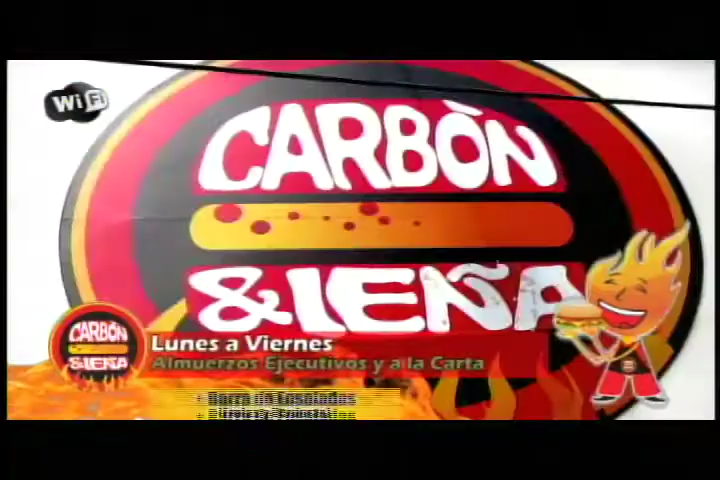 WiFi
CARBÒN
& lEÑA
CARBÒN
& lEÑA
Lunes a Viernes
Almuerzos Ejecutivos y a la Carta